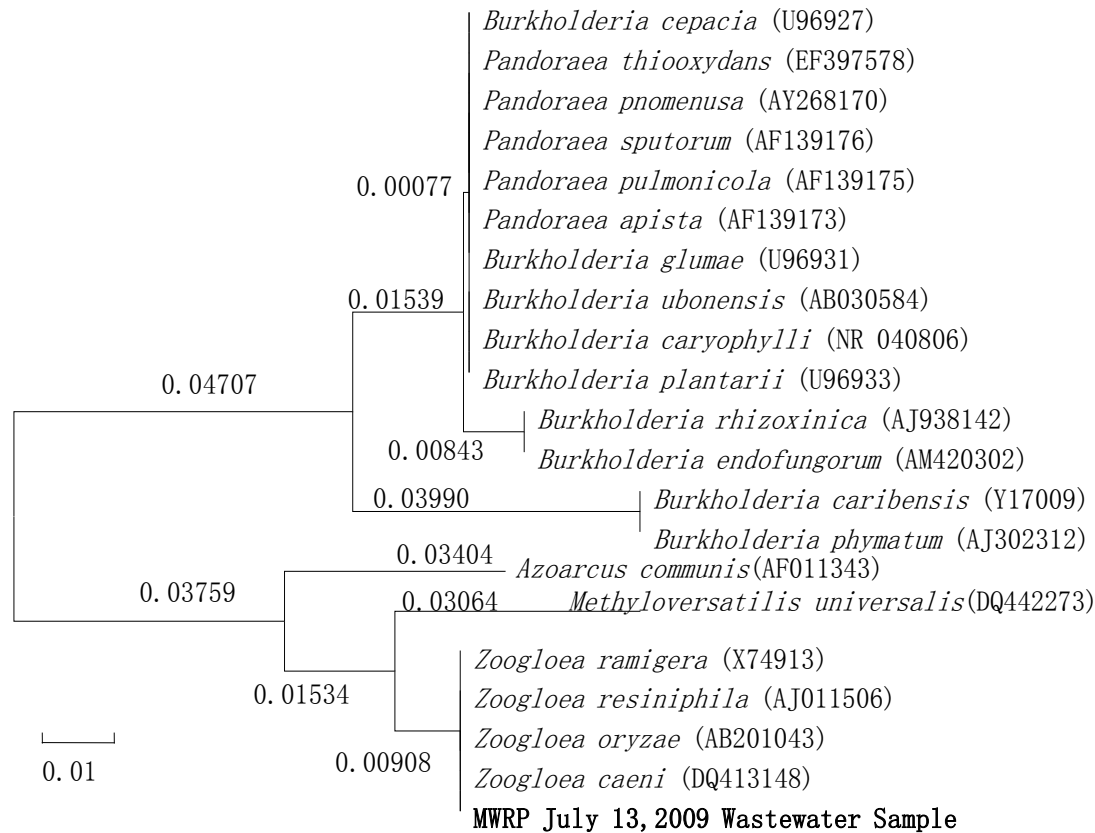 Burkholderia cepacia (U96927)
Pandoraea thiooxydans (EF397578)
Pandoraea pnomenusa (AY268170)
Pandoraea sputorum (AF139176)
0.00077
Pandoraea pulmonicola (AF139175)
Pandoraea apista (AF139173)
Burkholderia glumae (U96931)
0.01539
Burkholderia ubonensis (AB030584)
Burkholderia caryophylli (NR 040806)
0.04707
Burkholderia plantarii (U96933)
Burkholderia rhizoxinica (AJ938142)
0.00843
Burkholderia endofungorum (AM420302)
0.03990
Burkholderia caribensis (Y17009)
Burkholderia phymatum (AJ302312)
0.03404
Azoarcus communis(AF011343)
0.03759
0.03064
Methyloversatilis universalis(DQ442273)
Zoogloea ramigera (X74913)
0.01534
Zoogloea resiniphila (AJ011506)
Zoogloea oryzae (AB201043)
0.01
0.00908
Zoogloea caeni (DQ413148)
MWRP July 13,2009 Wastewater Sample